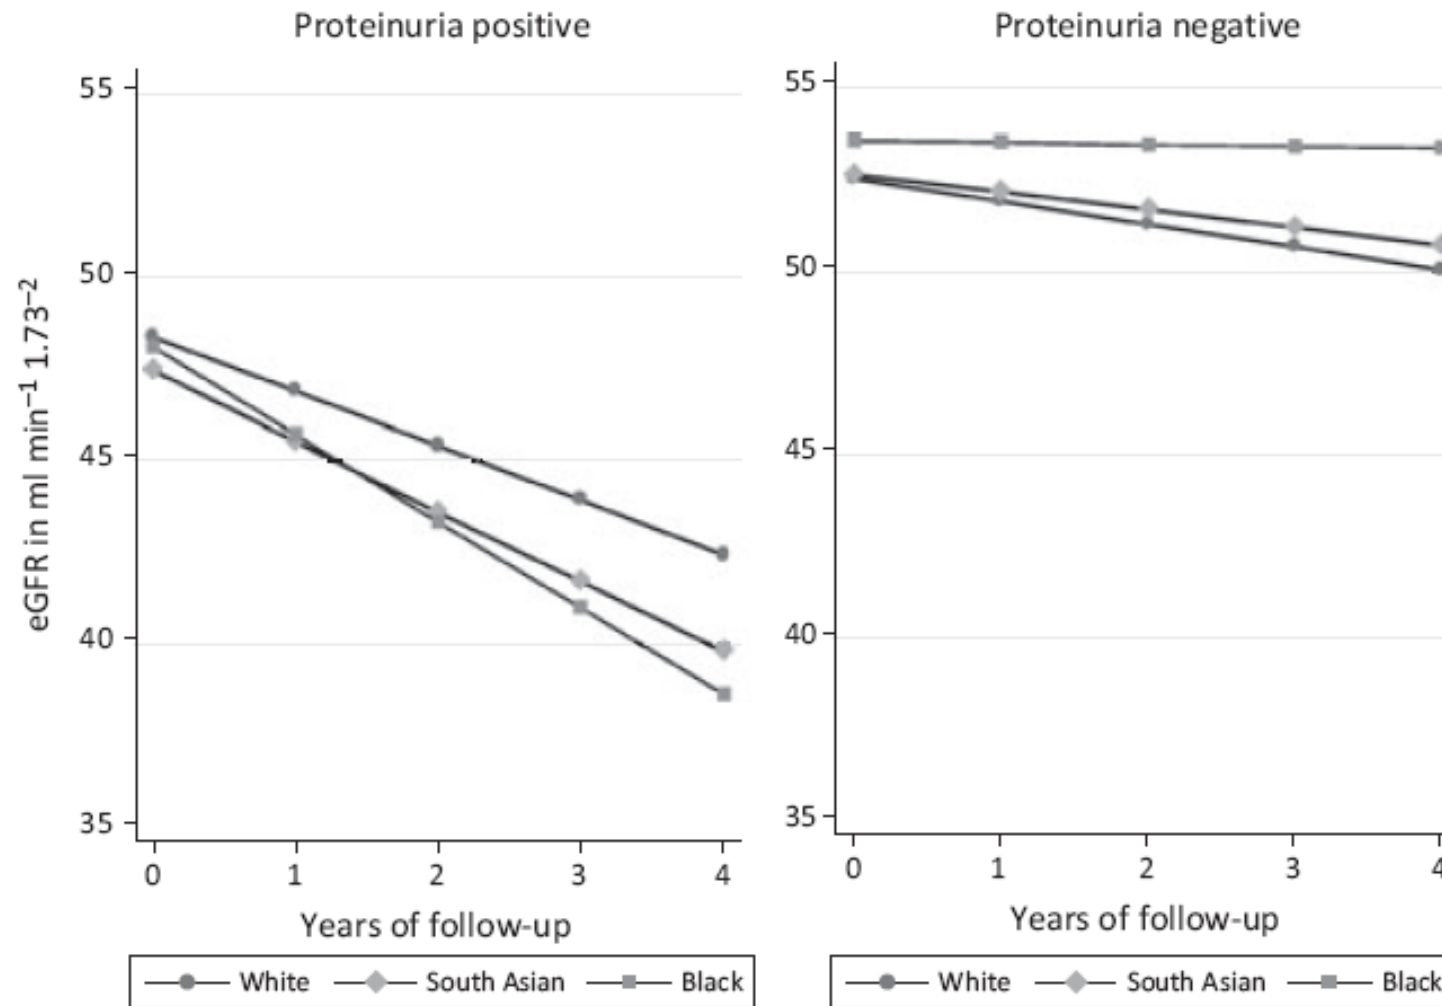 Proteinuria positive
55
50
45
40
35
eGFR in ml min⁻¹ 1.73⁻²
0 1 2 3 4
Years of follow-up
White South Asian Black
Proteinuria negative
55
50
45
40
35
0 1 2 3 4
Years of follow-up
White South Asian Black